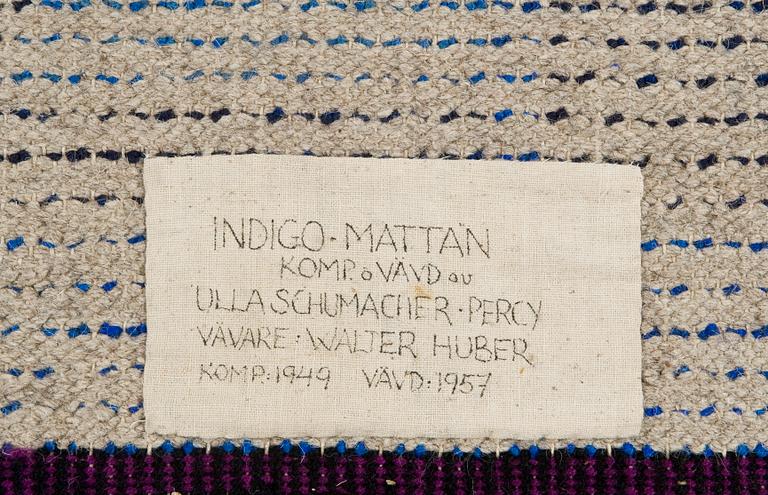 INDIGO-MATTAN
KOMP. o VÄVD av
ULLA SCHUMACHER-PERCY
VÄVARE: WALTER HUBER
KOMP: 1949 VÄVD: 1957